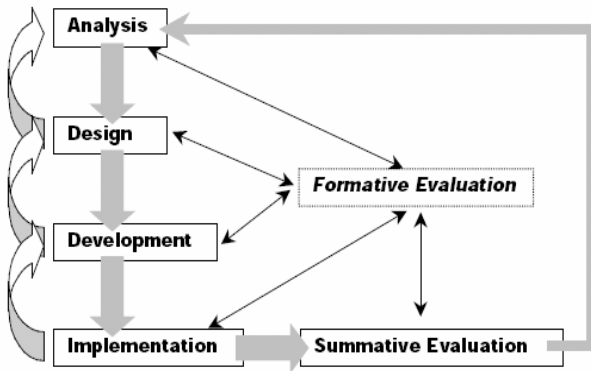 Analysis
Design
Formative Evaluation
Development
Implementation
Summative Evaluation